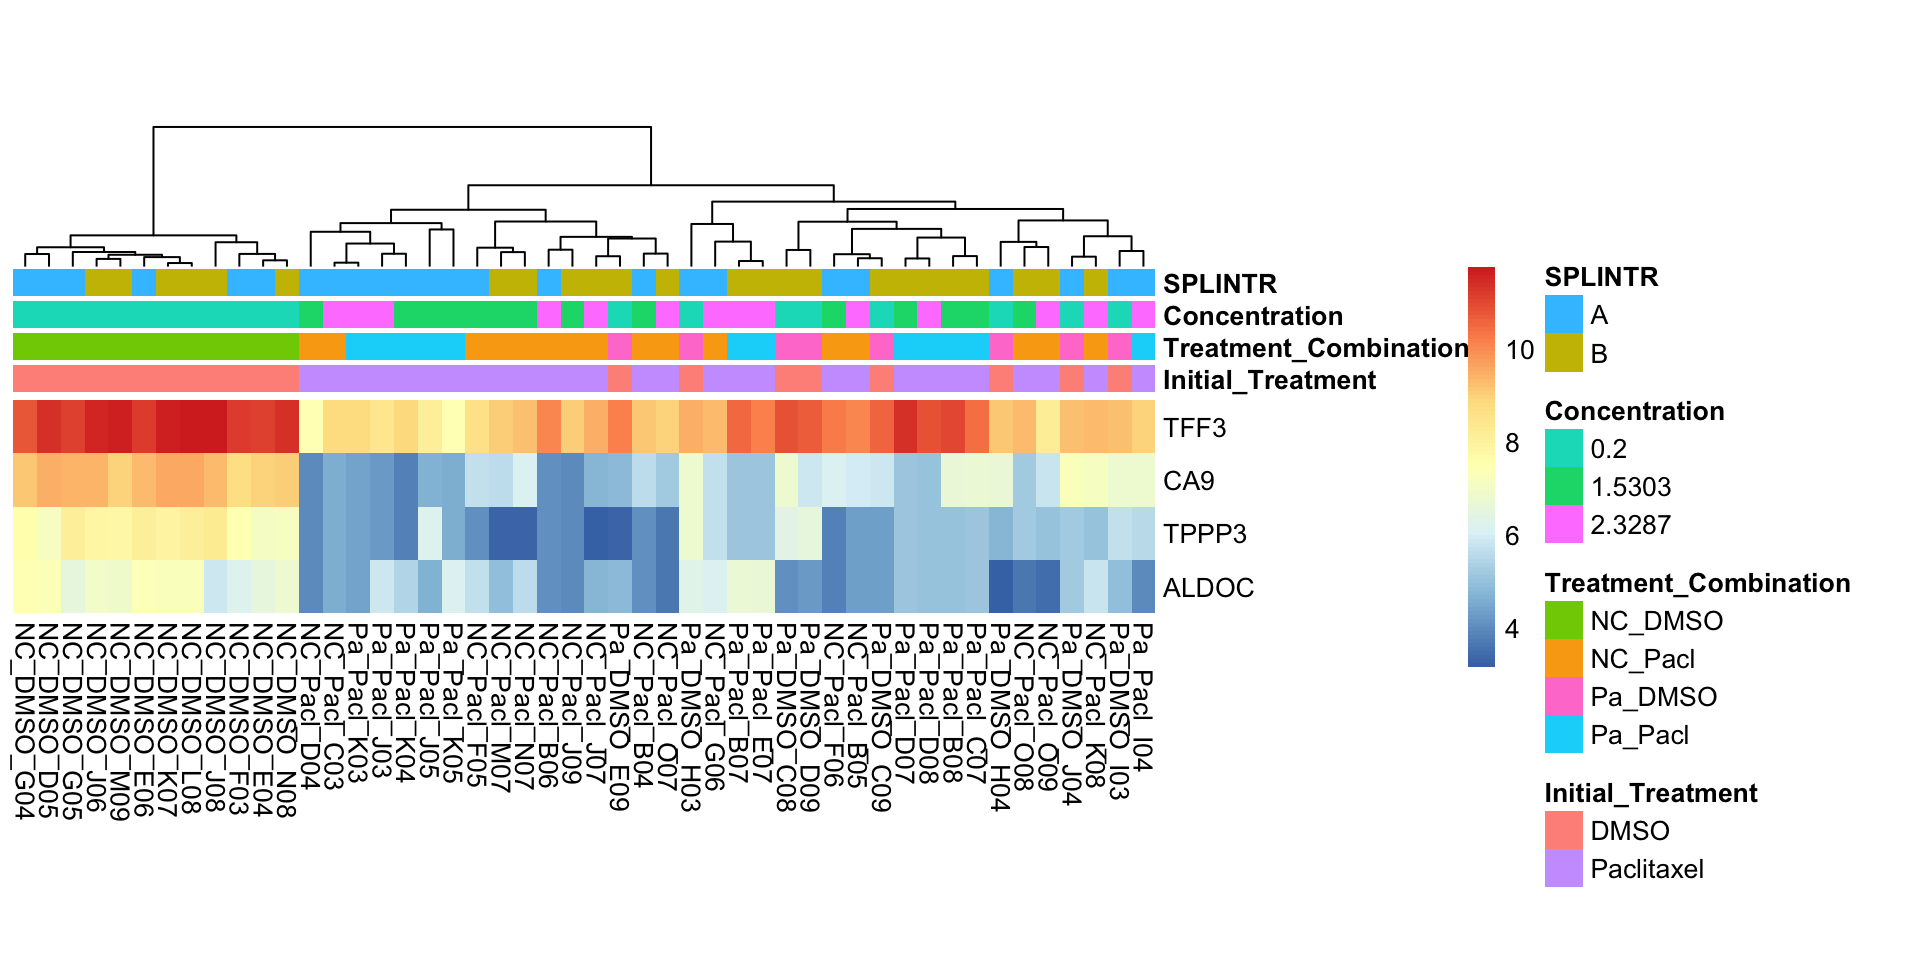 SPLINTR
Concentration
Treatment_Combination
Initial_Treatment
TFF3
CA9
TPPP3
ALDOC
NC_DMSO_G04
NC_DMSO_D05
NC_DMSO_G05
NC_DMSO_J06
NC_DMSO_M09
NC_DMSO_E06
NC_DMSO_K07
NC_DMSO_L08
NC_DMSO_J08
NC_DMSO_F03
NC_DMSO_E04
NC_DMSO_N08
NC_Pacl_D04
NC_Pacl_C03
Pa_Pacl_K03
Pa_Pacl_J03
Pa_Pacl_K04
Pa_Pacl_J05
Pa_Pacl_K05
NC_Pacl_F05
NC_Pacl_M07
NC_Pacl_N07
NC_Pacl_B06
NC_Pacl_J09
NC_Pacl_J07
Pa_DMSO_E09
NC_Pacl_B04
NC_Pacl_O07
Pa_DMSO_H03
NC_Pacl_G06
Pa_Pacl_B07
Pa_Pacl_E07
Pa_DMSO_C08
Pa_DMSO_D09
NC_Pacl_F06
NC_Pacl_B05
Pa_DMSO_C09
Pa_Pacl_D07
Pa_Pacl_D08
Pa_Pacl_B08
Pa_Pacl_C07
Pa_DMSO_H04
NC_Pacl_O08
NC_Pacl_O09
Pa_DMSO_J04
NC_Pacl_K08
Pa_DMSO_I03
Pa_Pacl_I04
10
8
6
4
SPLINTR
A
B
Concentration
0.2
1.5303
2.3287
Treatment_Combination
NC_DMSO
NC_Pacl
Pa_DMSO
Pa_Pacl
Initial_Treatment
DMSO
Paclitaxel